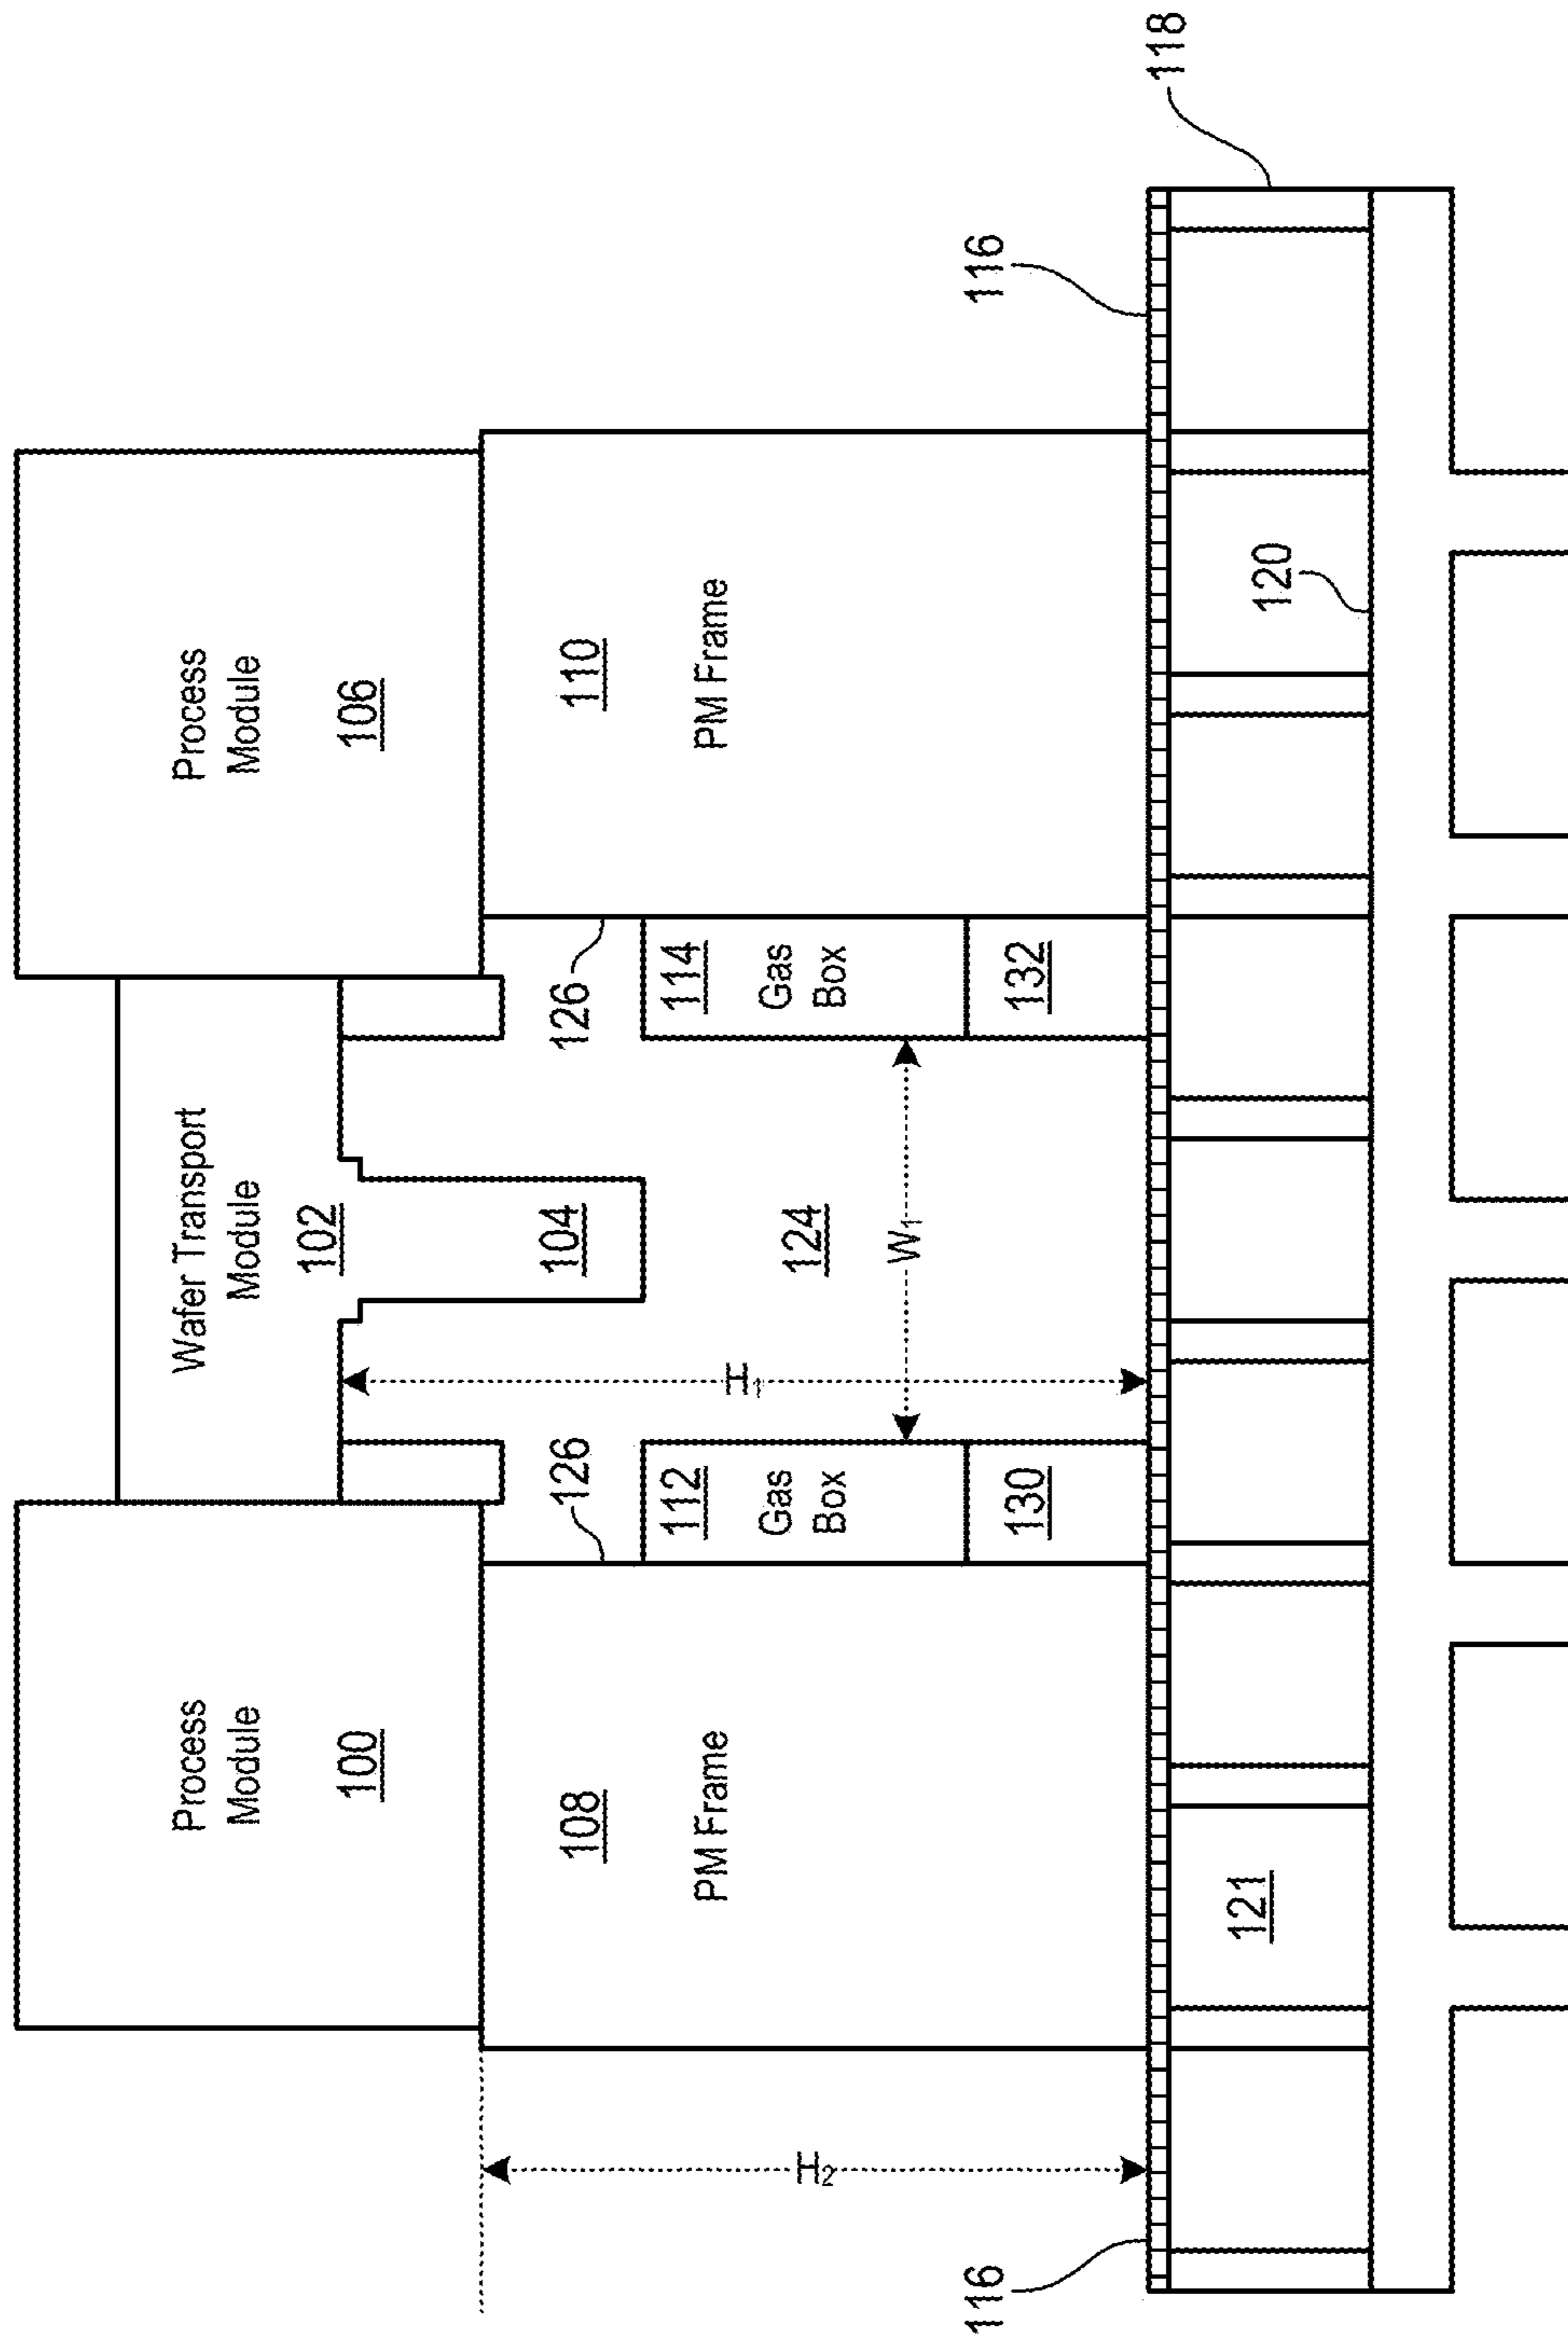 Process
Module
100
Wafer Transport
Module
102
Process
Module
106
104
108
PM Frame
126
126
110
PM Frame
112
Gas
Box
130
H₁
124
W₁
114
Gas
Box
132
H₂
116
116
118
121
120